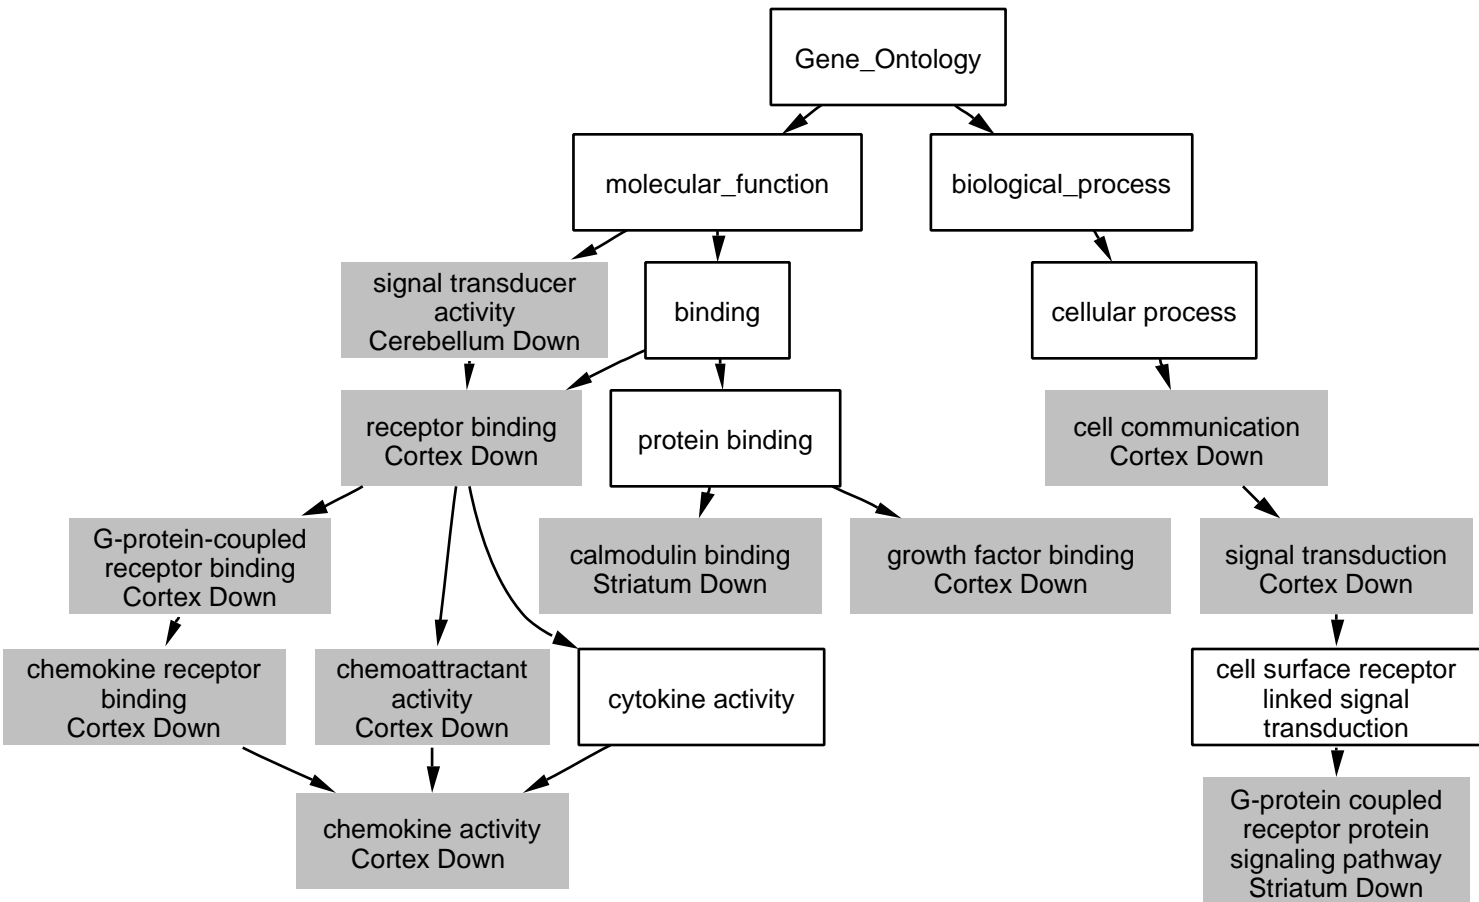 Gene_Ontology
molecular_function
biological_process
signal transducer
activity
Cerebellum Down
binding
cellular process
receptor binding
Cortex Down
protein binding
cell communication
Cortex Down
G-protein-coupled
receptor binding
Cortex Down
calmodulin binding
Striatum Down
growth factor binding
Cortex Down
signal transduction
Cortex Down
chemokine receptor
binding
Cortex Down
chemoattractant
activity
Cortex Down
cytokine activity
cell surface receptor
linked signal
transduction
chemokine activity
Cortex Down
G-protein coupled
receptor protein
signaling pathway
Striatum Down